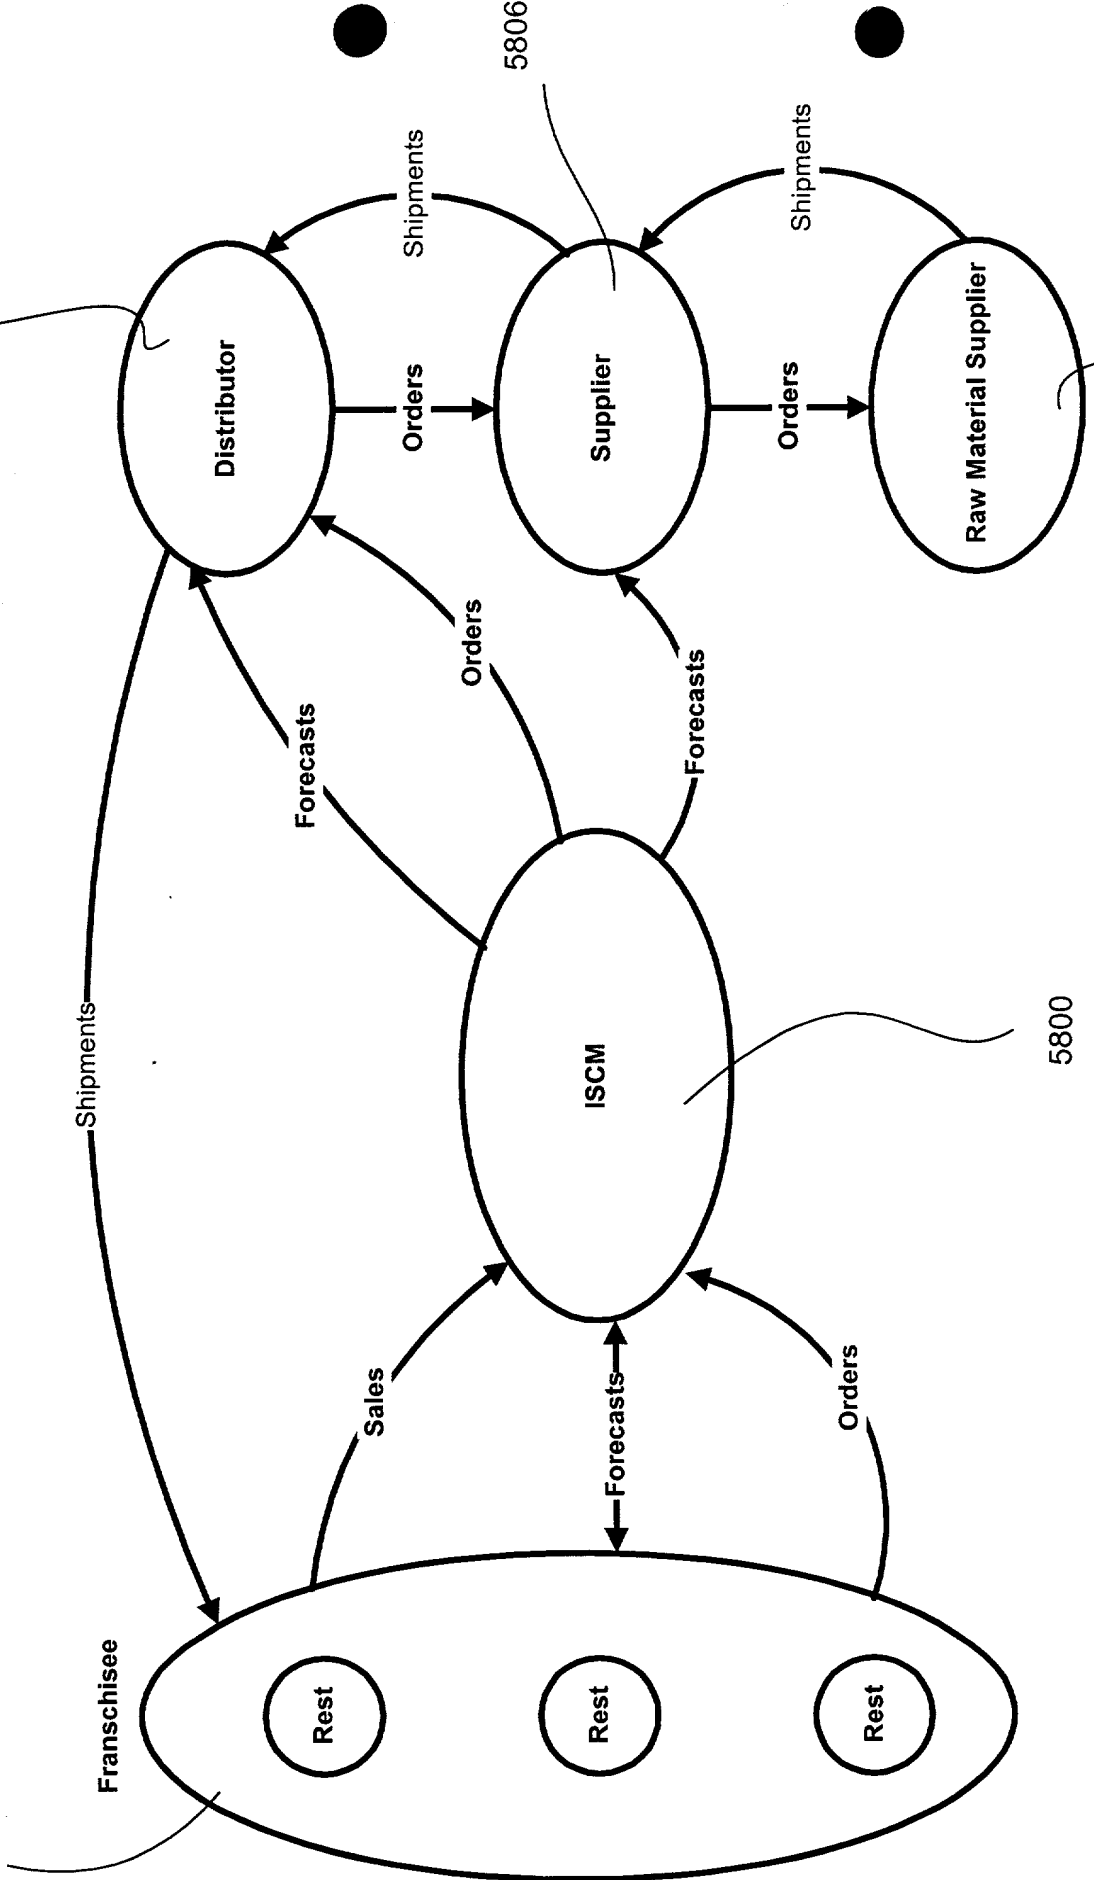 Franschisee
Shipments
Distributor
Forecasts
Rest
Sales
Orders
Shipments
Orders
5806
Rest
Forecasts
ISCM
Supplier
Forecasts
Orders
Shipments
Orders
Rest
Raw Material Supplier
5800